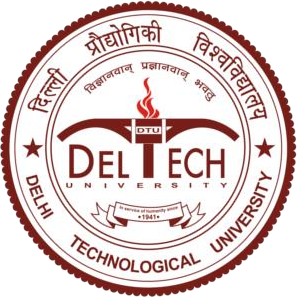 दिल्ली प्रौद्योगिकी विश्वविद्यालय
विज्ञानवान् प्रज्ञानवान् भवतु
DTU
DELTECH
UNIVERSITY
In service of humanity since
•1941•
DELHI TECHNOLOGICAL UNIVERSITY